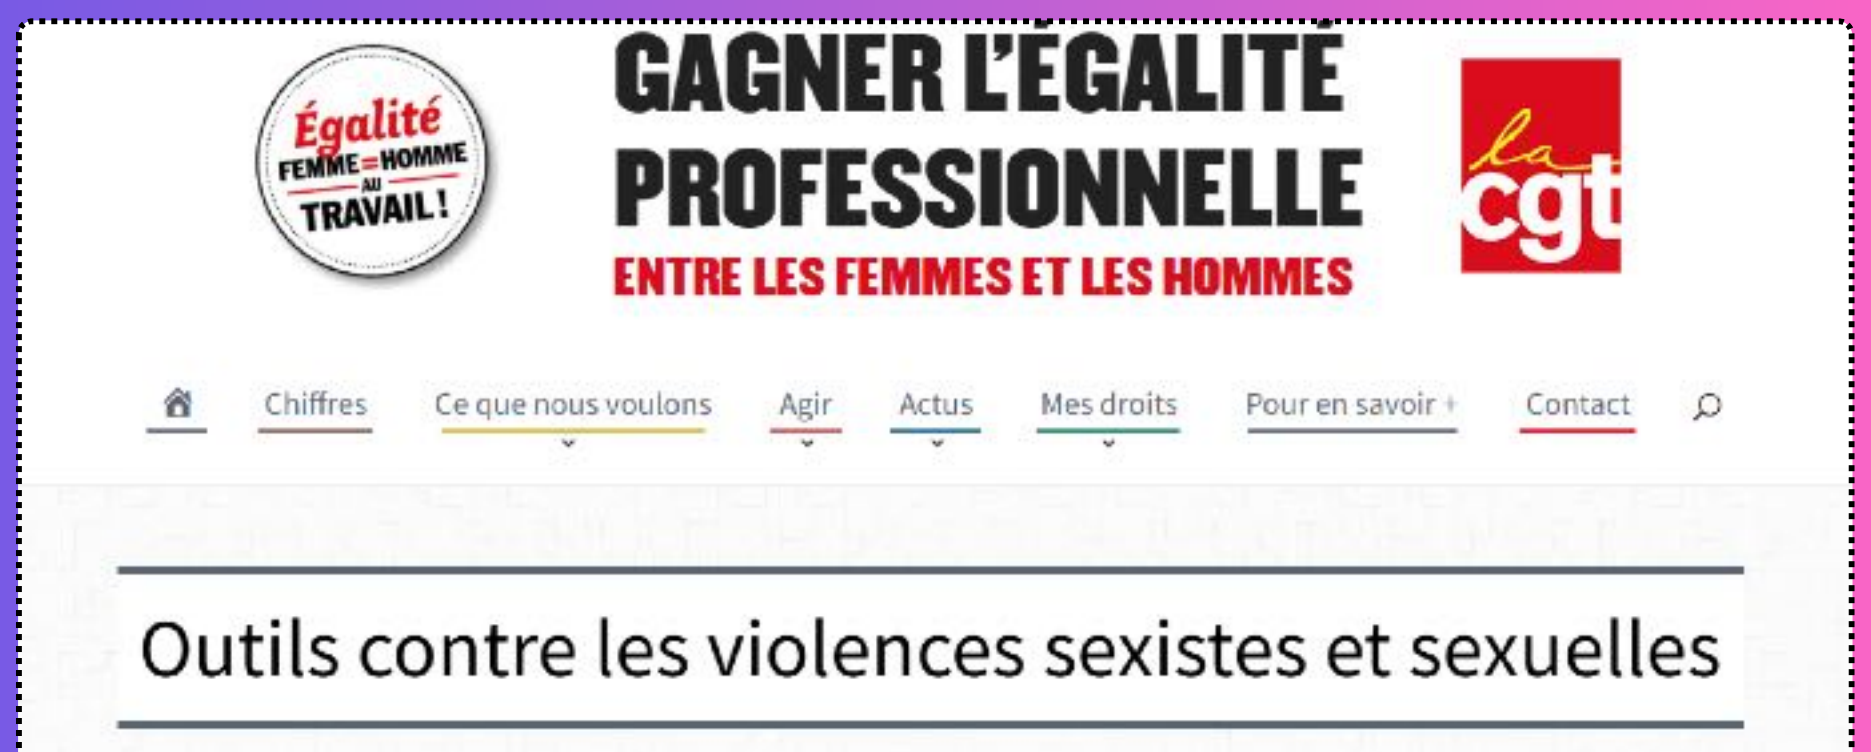 Égalité
FEMME=HOMME
AU
TRAVAIL !
GAGNER L'ÉGALITÉ
PROFESSIONNELLE
ENTRE LES FEMMES ET LES HOMMES
la
cgt
Chiffres Ce que nous voulons Agir Actus Mes droits Pour en savoir + Contact
Outils contre les violences sexistes et sexuelles